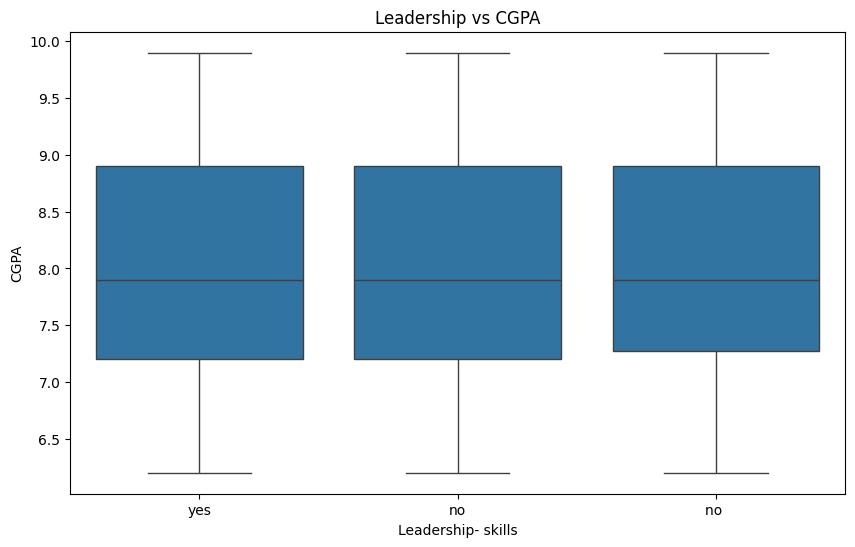 Leadership vs CGPA
10.0
9.5
9.0
8.5
8.0
7.5
7.0
6.5
CGPA
yes no no
Leadership- skills